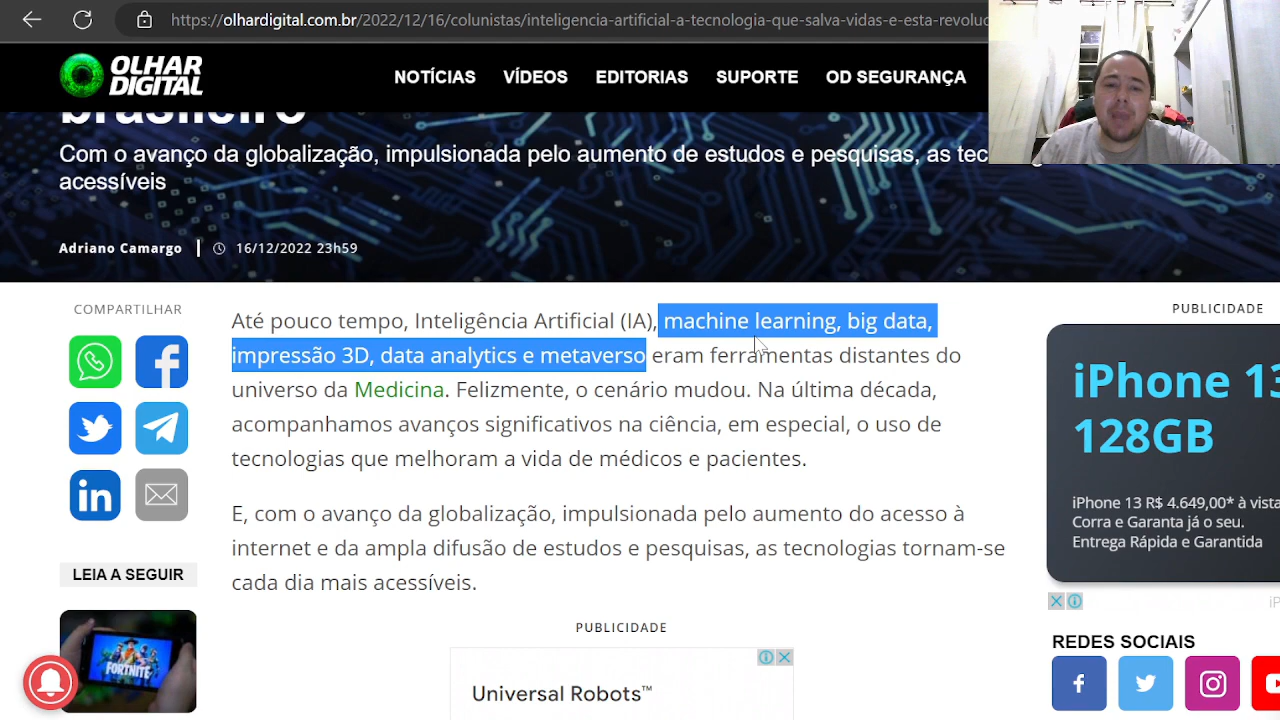 https://olhardigital.com.br/2022/12/16/colunistas/inteligencia-artificial-a-tecnologia-que-salva-vidas-e-esta-revoluc
OLHAR
DIGITAL
NOTÍCIAS VÍDEOS EDITORIAS SUPORTE OD SEGURANÇA
brasileiro
Com o avanço da globalização, impulsionada pelo aumento de estudos e pesquisas, as tec
acessíveis
Adriano Camargo | 16/12/2022 23h59
COMPARTILHAR
Até pouco tempo, Inteligência Artificial (IA), machine learning, big data,
impressão 3D, data analytics e metaverso eram ferramentas distantes do
universo da Medicina. Felizmente, o cenário mudou. Na última década,
acompanhamos avanços significativos na ciência, em especial, o uso de
tecnologias que melhoram a vida de médicos e pacientes.
E, com o avanço da globalização, impulsionada pelo aumento do acesso à
internet e da ampla difusão de estudos e pesquisas, as tecnologias tornam-se
cada dia mais acessíveis.
LEIA A SEGUIR
FORTNITE
PUBLICIDADE
Universal Robots™
PUBLICIDADE
iPhone 13
128GB
iPhone 13 R$ 4.649,00* à vista
Corra e Garanta já o seu.
Entrega Rápida e Garantida
iP
REDES SOCIAIS